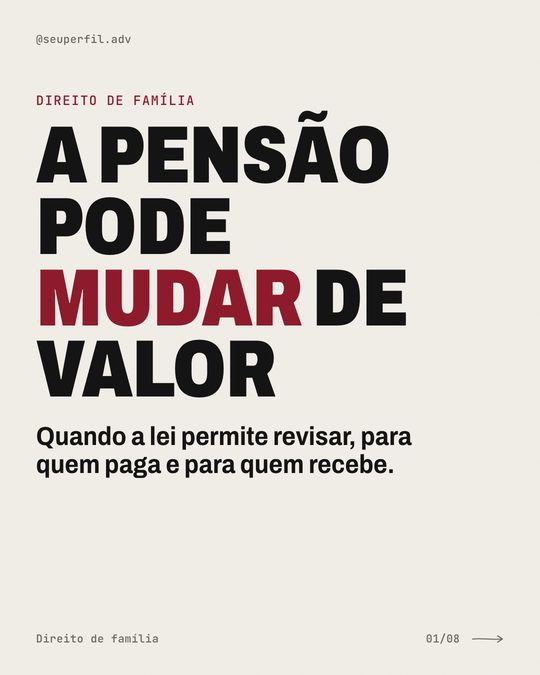 @seuperfil.adv
DIREITO DE FAMÍLIA
A PENSÃO
PODE
MUDAR DE
VALOR
Quando a lei permite revisar, para
quem paga e para quem recebe.
Direito de família
01/08